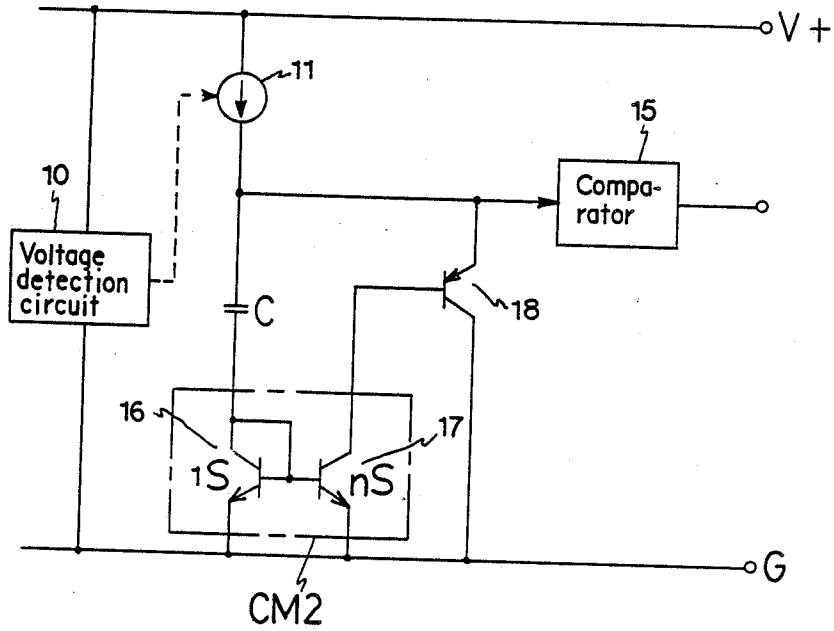 V+
11
15
10
Compa-
rator
Voltage
detection
circuit
C
18
16
17
1S
nS
G
CM2